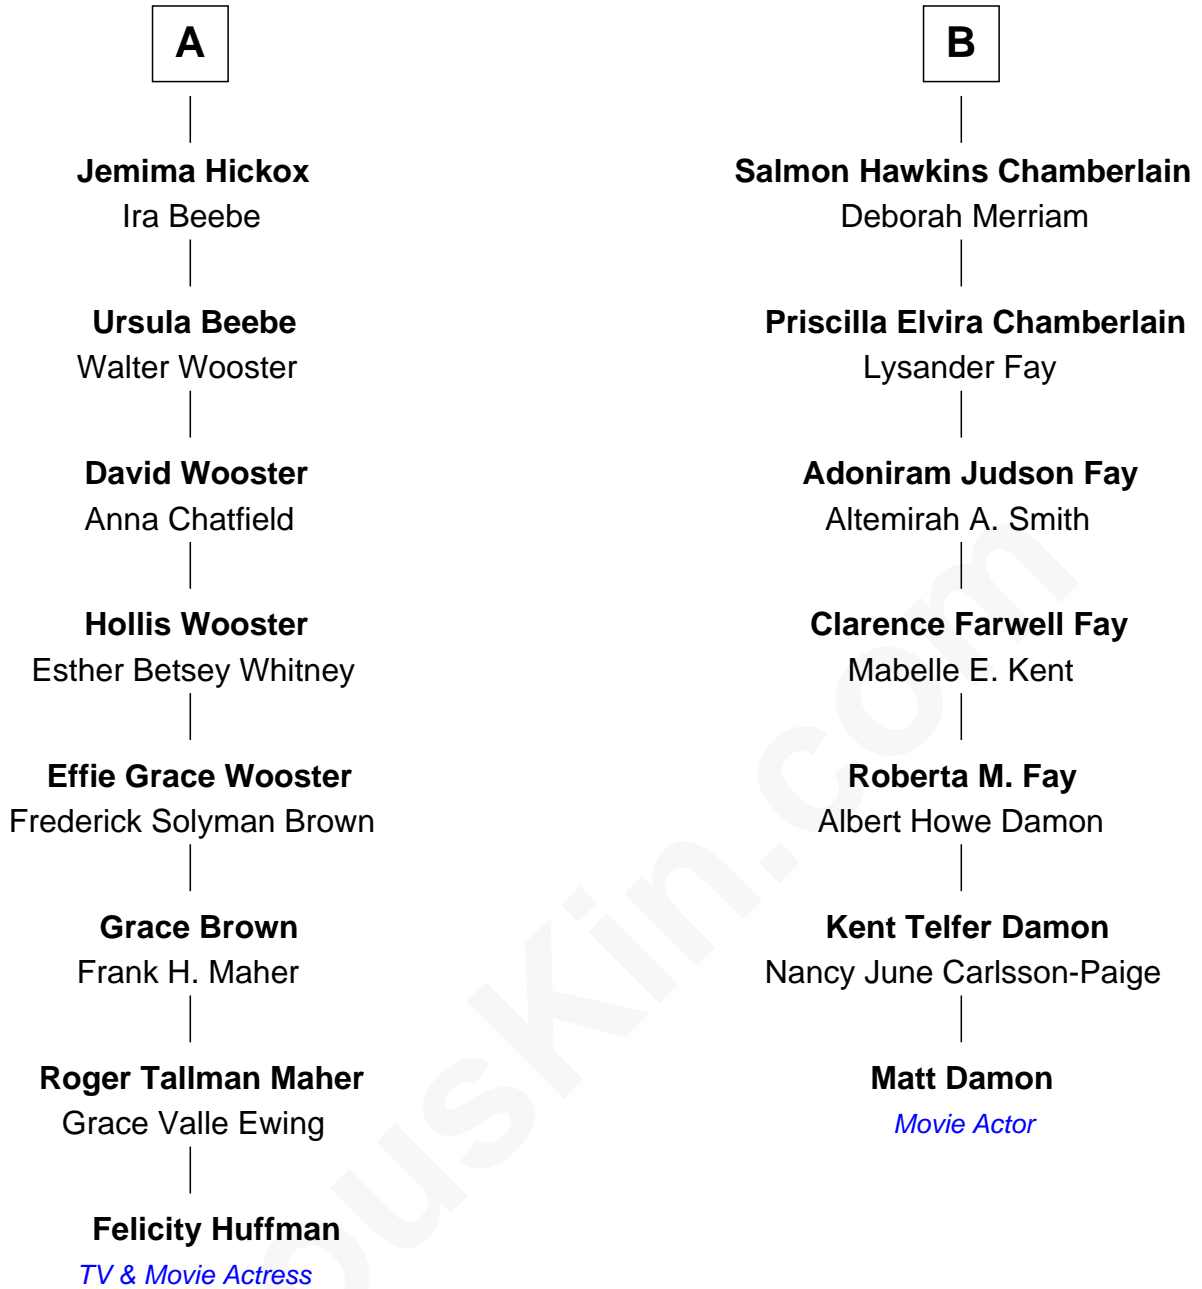 A
Jemima Hickox
Ira Beebe
Ursula Beebe
Walter Wooster
David Wooster
Anna Chatfield
Hollis Wooster
Esther Betsey Whitney
Effie Grace Wooster
Frederick Solyman Brown
Grace Brown
Frank H. Maher
Roger Tallman Maher
Grace Valle Ewing
Felicity Huffman
TV & Movie Actress
B
Salmon Hawkins Chamberlain
Deborah Merriam
Priscilla Elvira Chamberlain
Lysander Fay
Adoniram Judson Fay
Altemirah A. Smith
Clarence Farwell Fay
Mabelle E. Kent
Roberta M. Fay
Albert Howe Damon
Kent Telfer Damon
Nancy June Carlsson-Paige
Matt Damon
Movie Actor
ousKin.com